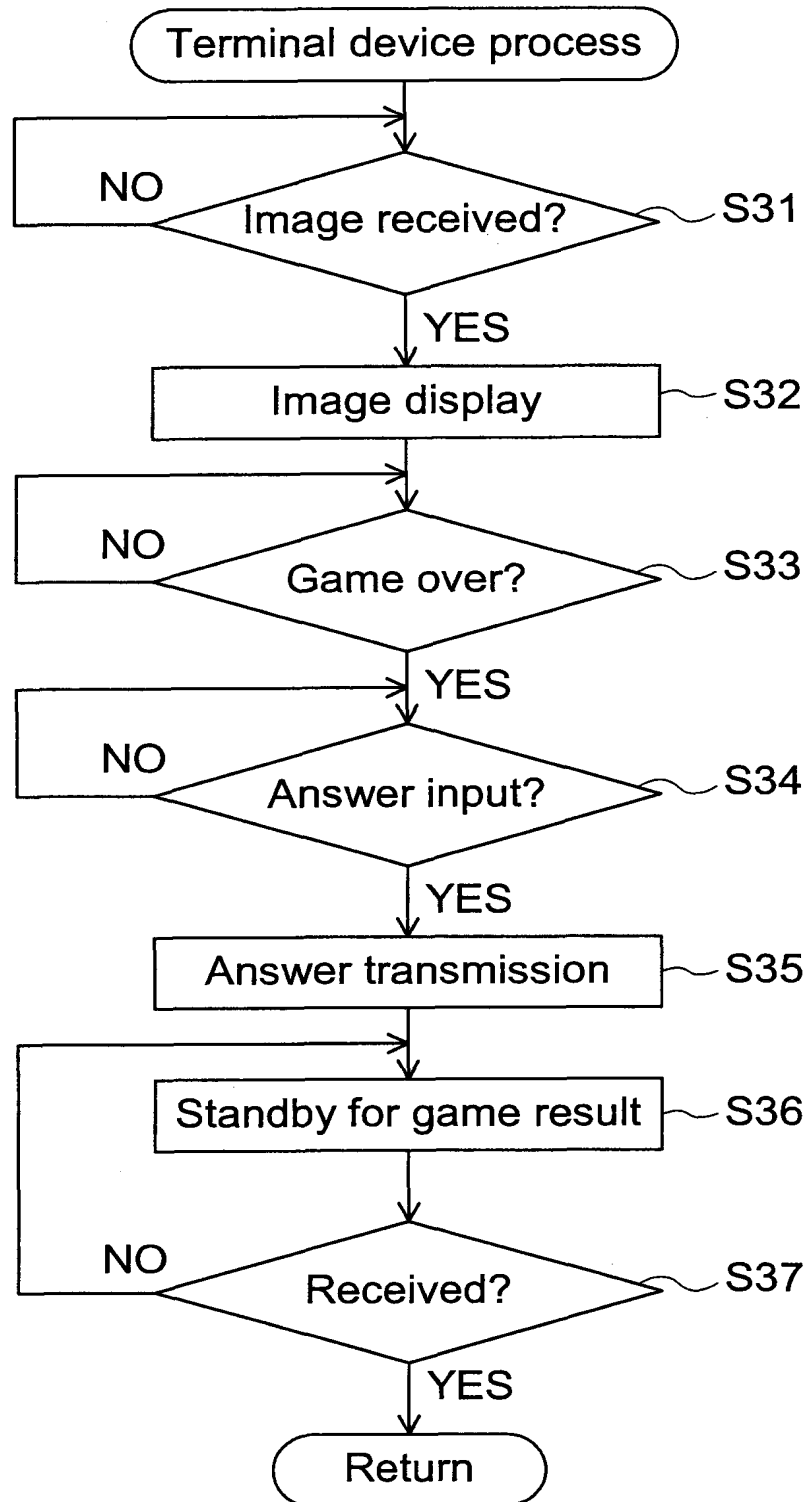 Terminal device process
NO
Image received?
S31
YES
Image display
S32
NO
Game over?
S33
YES
NO
Answer input?
S34
YES
Answer transmission
S35
Standby for game result
S36
NO
Received?
S37
YES
Return